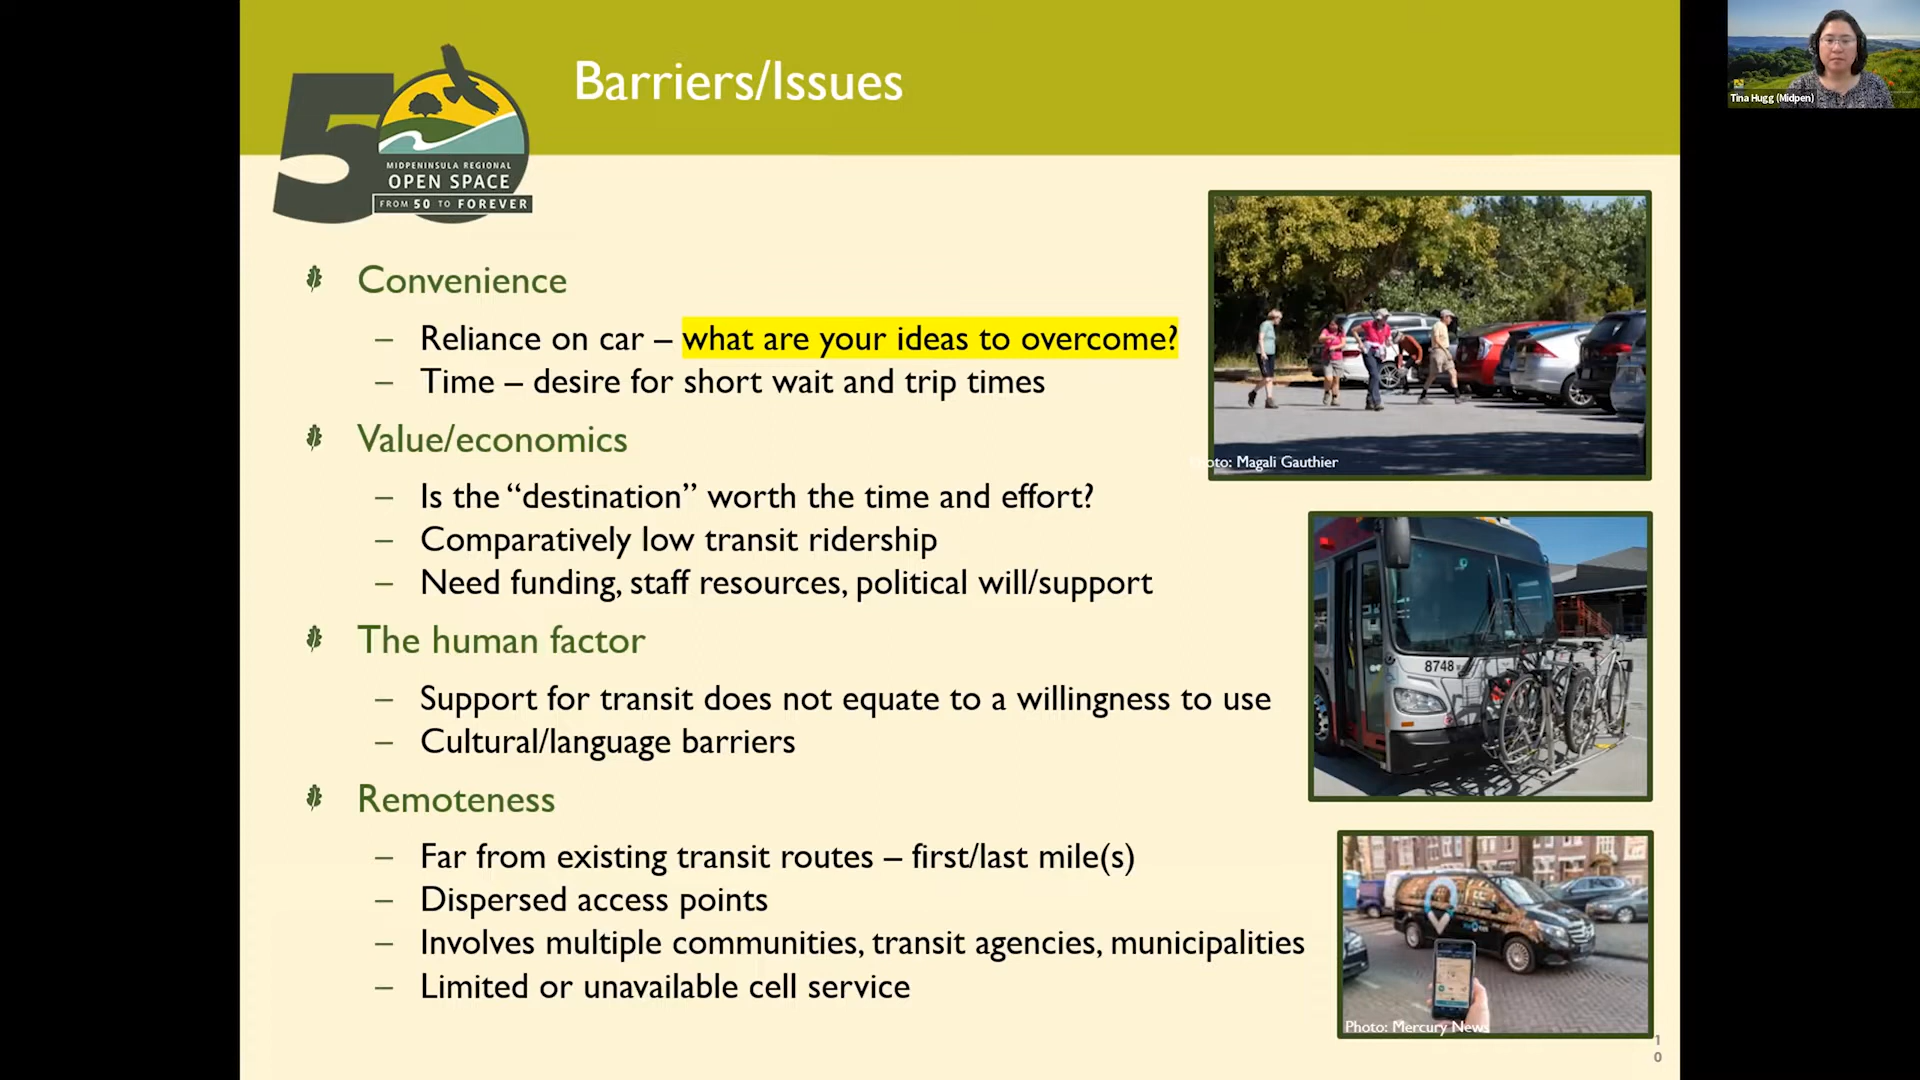 Barriers/Issues
50
MIDPENINSULA REGIONAL
OPEN SPACE
FROM 50 TO FOREVER
Tina Hugg (Midpen)
Convenience
– Reliance on car – what are your ideas to overcome?
– Time – desire for short wait and trip times
Value/economics
– Is the “destination” worth the time and effort?
– Comparatively low transit ridership
– Need funding, staff resources, political will/support
The human factor
– Support for transit does not equate to a willingness to use
– Cultural/language barriers
Remoteness
– Far from existing transit routes – first/last mile(s)
– Dispersed access points
– Involves multiple communities, transit agencies, municipalities
– Limited or unavailable cell service
Photo: Magali Gauthier
8748
Photo: Mercury News
1
0